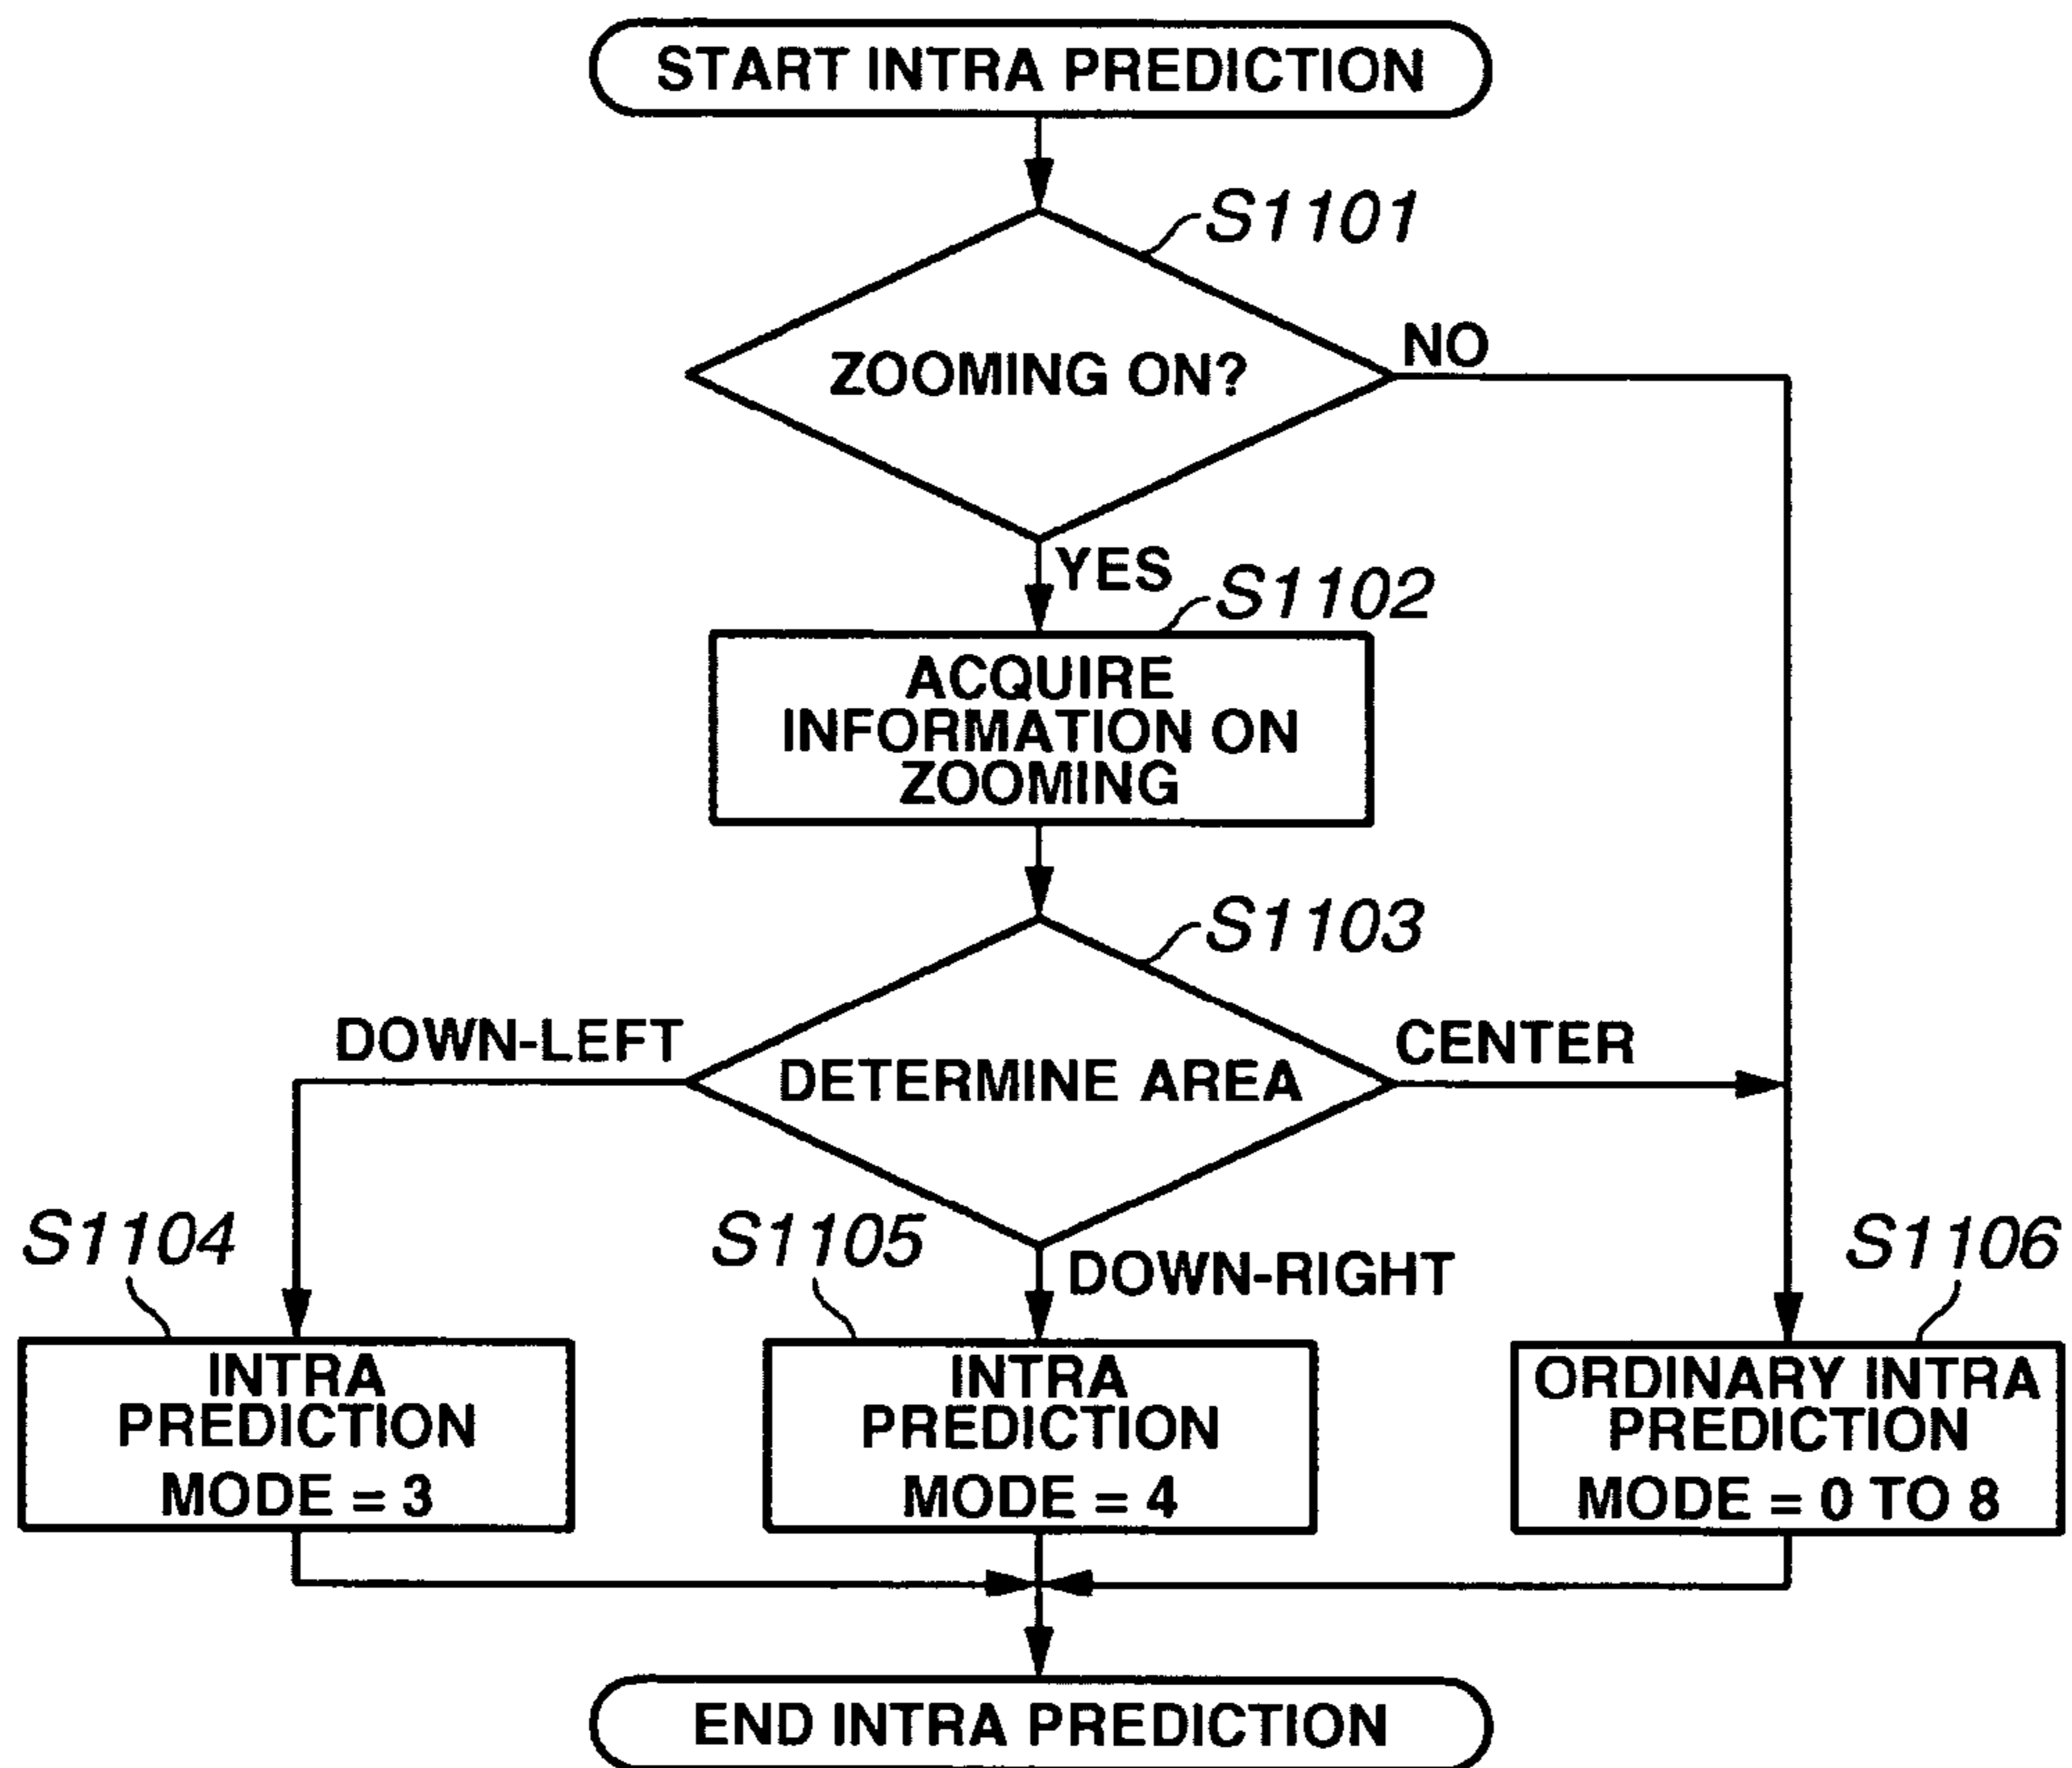 START INTRA PREDICTION
S1101
ZOOMING ON?
NO
YES
S1102
ACQUIRE
INFORMATION ON
ZOOMING
S1103
DOWN-LEFT
DETERMINE AREA
CENTER
S1104
S1105
DOWN-RIGHT
S1106
INTRA
PREDICTION
MODE = 3
INTRA
PREDICTION
MODE = 4
ORDINARY INTRA
PREDICTION
MODE = 0 TO 8
END INTRA PREDICTION